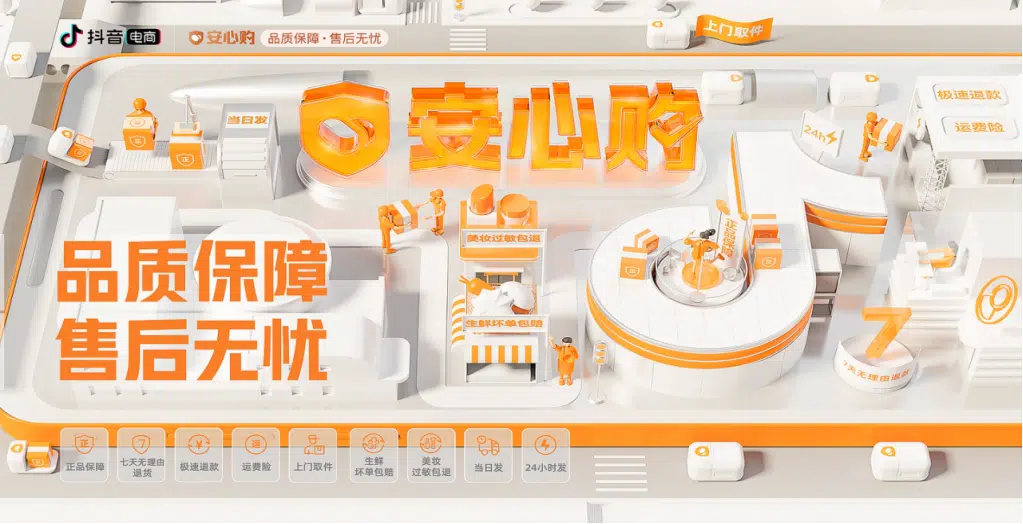 抖音电商
安心购
品质保障·售后无忧
上门取件
安心购
当日发
极速退款
运费险
24h
美妆过敏包退
正品保障
生鲜坏单包赔
品质保障
售后无忧
7
7天无理由退款
正
正品保障
7
七天无理由
退货
¥
极速退款
运
运费险
上门取件
生鲜
坏单包赔
美妆
过敏包退
当日发
24小时发